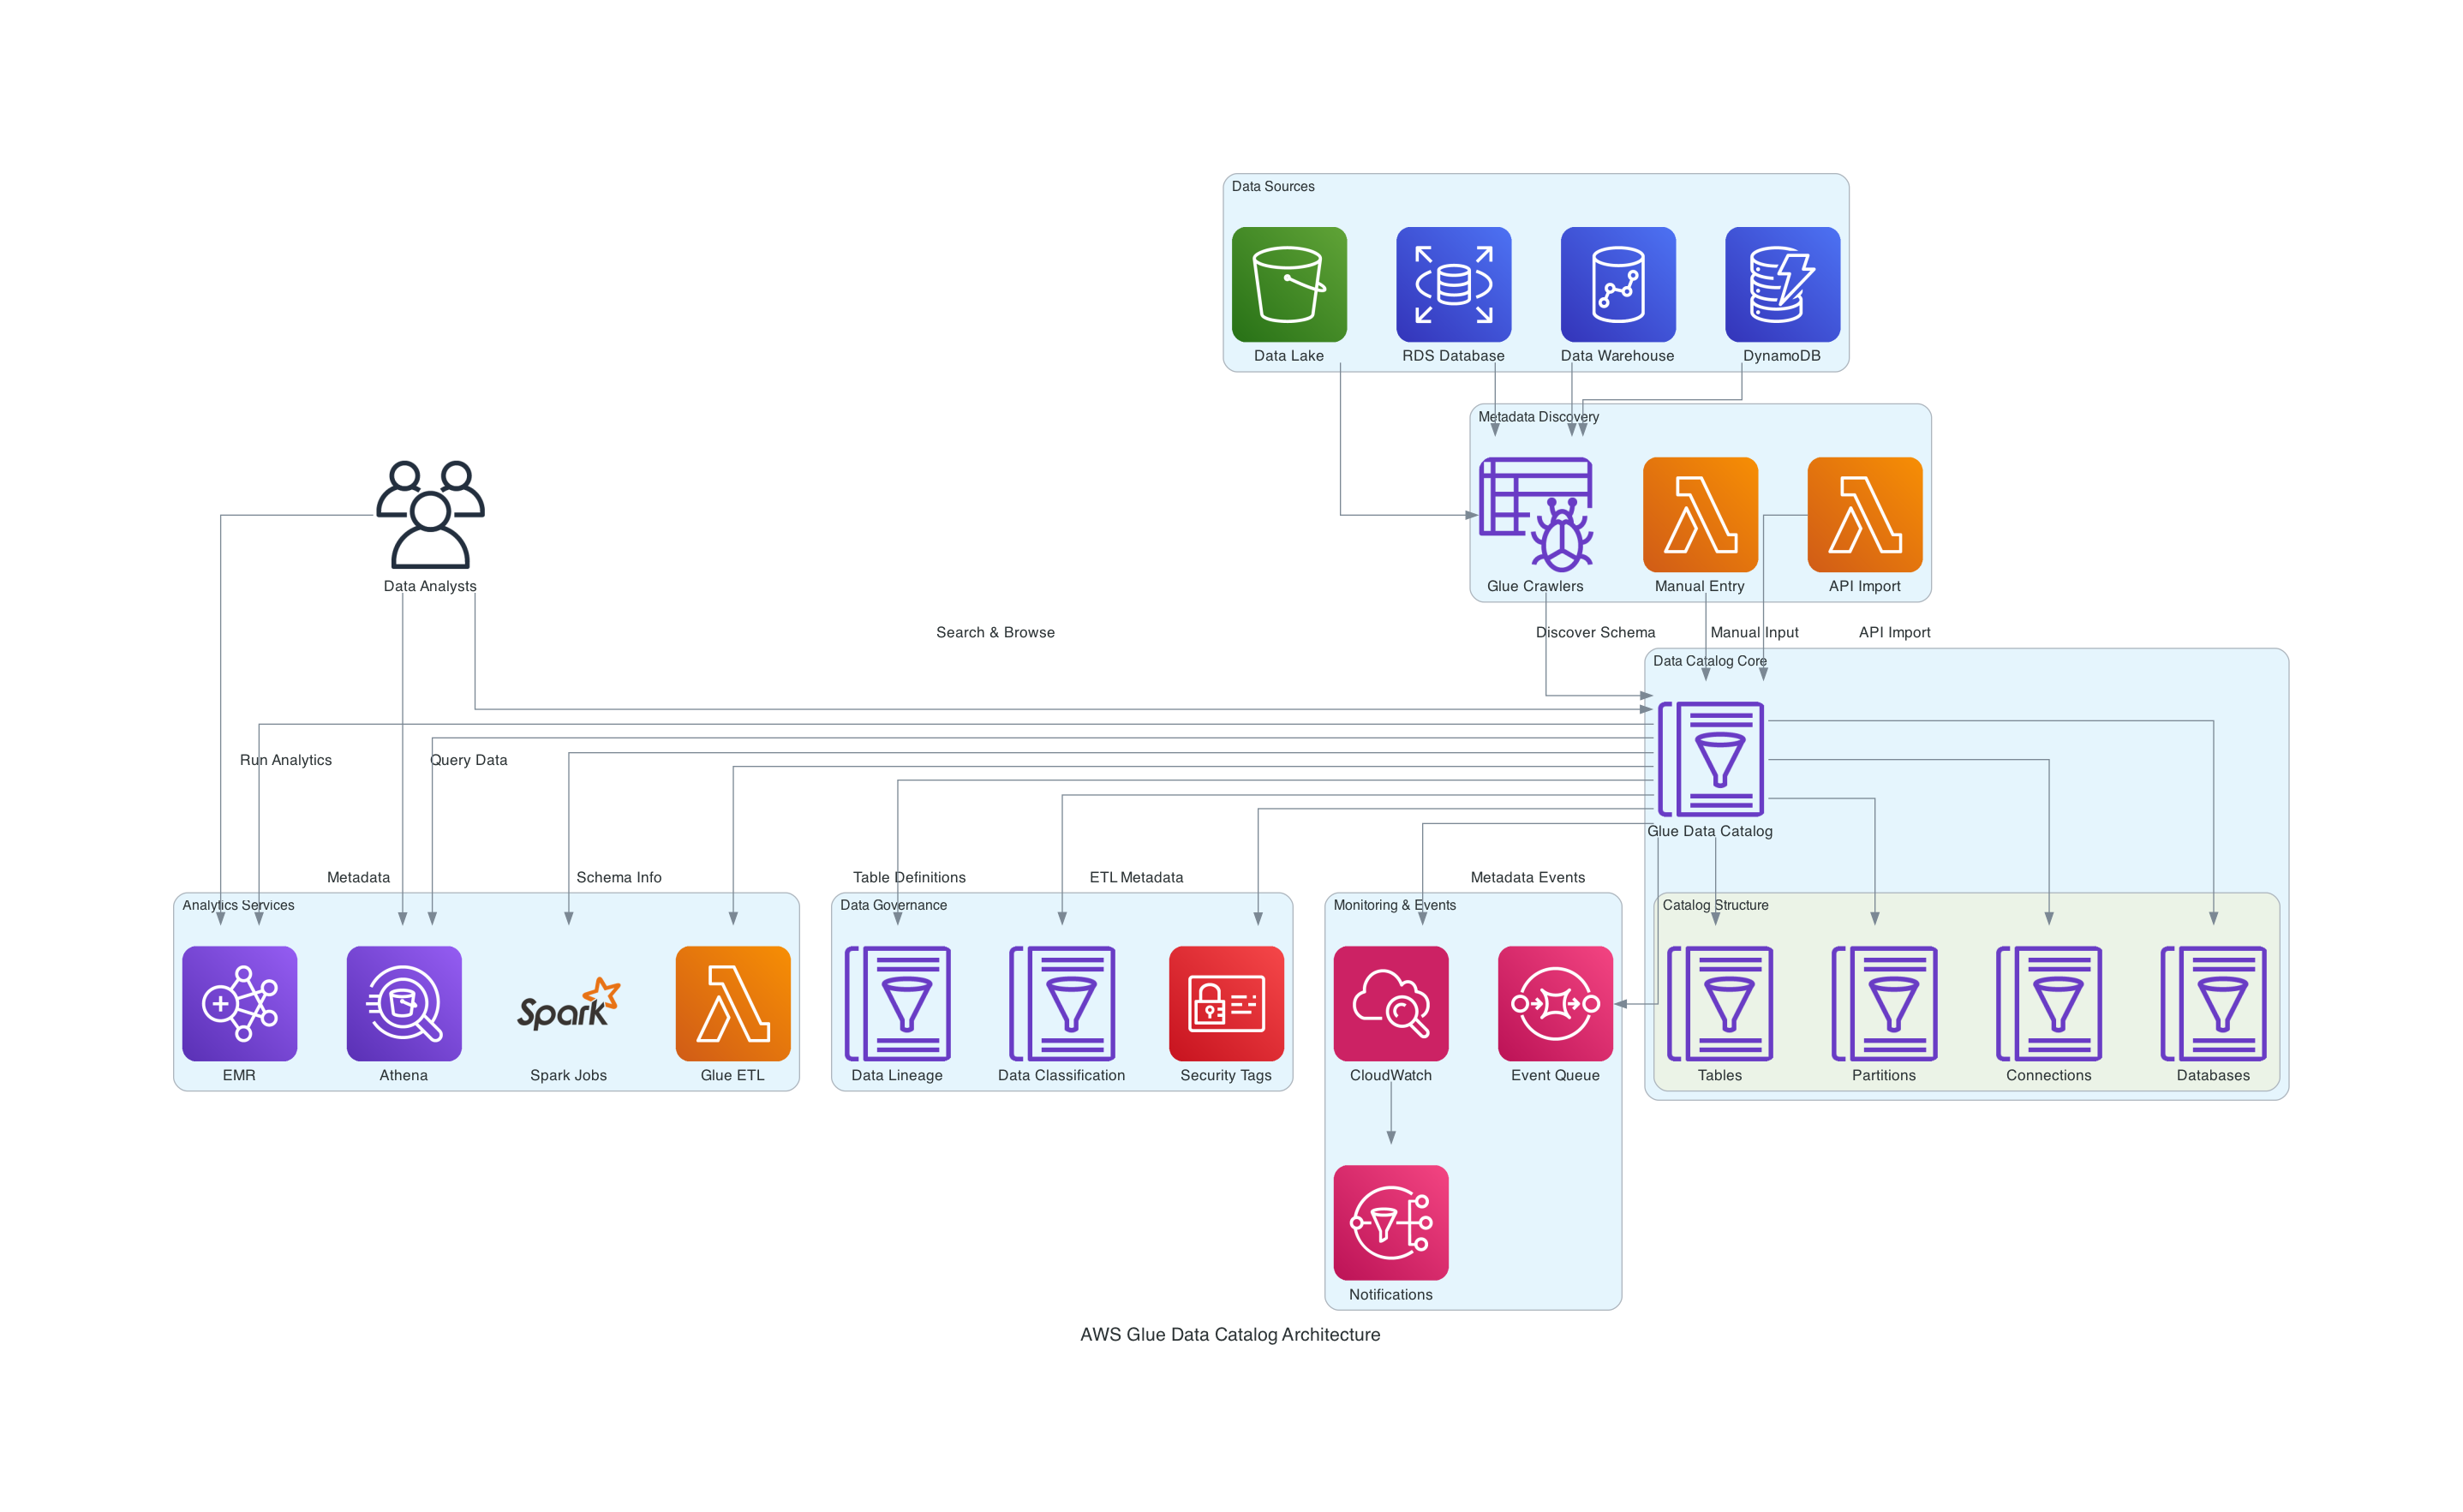 Data Sources
Data Lake
RDS Database
Data Warehouse
DynamoDB
Metadata Discovery
Data Analysts
Glue Crawlers
Manual Entry
API Import
Search & Browse
Discover Schema
Manual Input
API Import
Data Catalog Core
Run Analytics
Query Data
Glue Data Catalog
Metadata
Schema Info
Table Definitions
ETL Metadata
Metadata Events
Analytics Services
Data Governance
Monitoring & Events
Catalog Structure
Spark
EMR
Athena
Spark Jobs
Glue ETL
Data Lineage
Data Classification
Security Tags
CloudWatch
Event Queue
Tables
Partitions
Connections
Databases
Notifications
AWS Glue Data Catalog Architecture